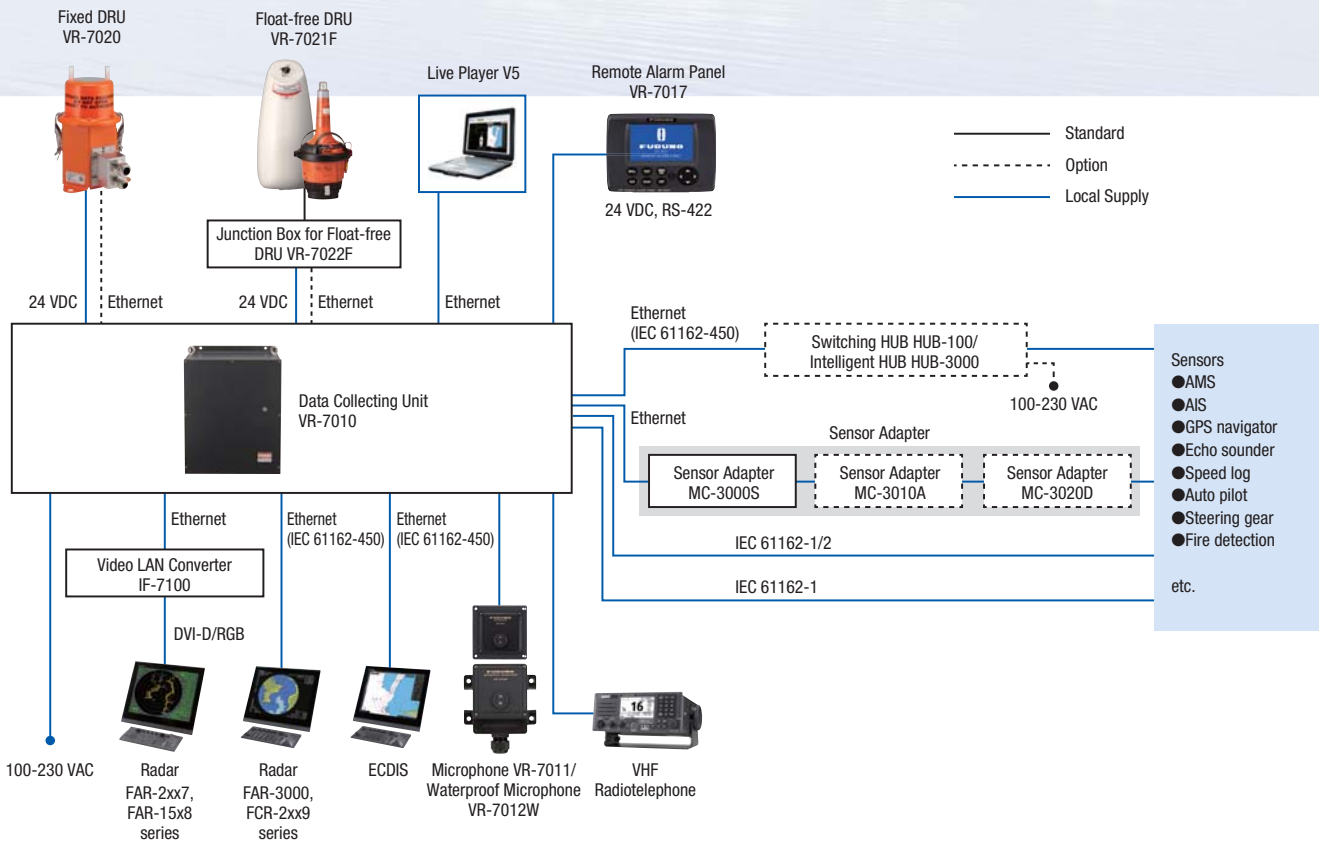 Fixed DRU
VR-7020
Float-free DRU
VR-7021F
Live Player V5
Remote Alarm Panel
VR-7017
FURUNO
24 VDC, RS-422
Standard
Option
Local Supply
Junction Box for Float-free
DRU VR-7022F
24 VDC
Ethernet
24 VDC
Ethernet
Ethernet
Data Collecting Unit
VR-7010
Ethernet
(IEC 61162-450)
Switching HUB HUB-100/
Intelligent HUB HUB-3000
100-230 VAC
Ethernet
Sensor Adapter
Sensor Adapter
MC-3000S
Sensor Adapter
MC-3010A
Sensor Adapter
MC-3020D
IEC 61162-1/2
IEC 61162-1
Sensors
●AMS
●AIS
●GPS navigator
●Echo sounder
●Speed log
●Auto pilot
●Steering gear
●Fire detection
etc.
Ethernet
Ethernet
(IEC 61162-450)
Ethernet
(IEC 61162-450)
Video LAN Converter
IF-7100
DVI-D/RGB
FURUNO
16
100-230 VAC
Radar
FAR-2xx7,
FAR-15x8
series
Radar
FAR-3000,
FCR-2xx9
series
ECDIS
Microphone VR-7011/
Waterproof Microphone
VR-7012W
VHF
Radiotelephone